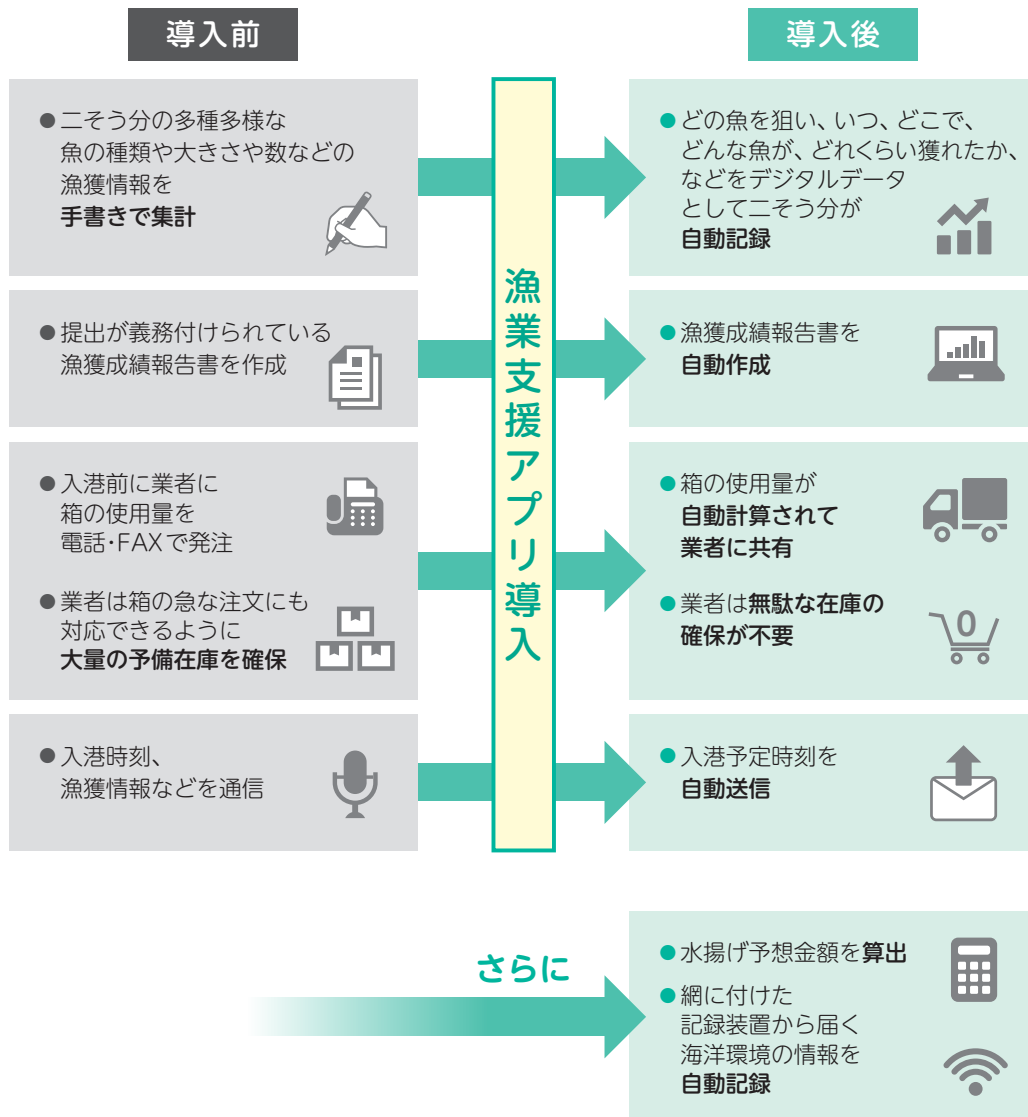 導入前
導入後
●二そう分の多種多様な
魚の種類や大きさや数などの
漁獲情報を
手書きで集計
●どの魚を狙い、いつ、どこで、
どんな魚が、どれくらい獲れたか、
などをデジタルデータ
として二そう分が
自動記録
漁業支援アプリ導入
●提出が義務付けられている
漁獲成績報告書を作成
●漁獲成績報告書を
自動作成
●入港前に業者に
箱の使用量を
電話・FAXで発注
●業者は箱の急な注文にも
対応できるように
大量の予備在庫を確保
●箱の使用量が
自動計算されて
業者に共有
●業者は無駄な在庫の
確保が不要
0
●入港時刻、
漁獲情報などを通信
●入港予定時刻を
自動送信
さらに
●水揚げ予想金額を算出
●網に付けた
記録装置から届く
海洋環境の情報を
自動記録